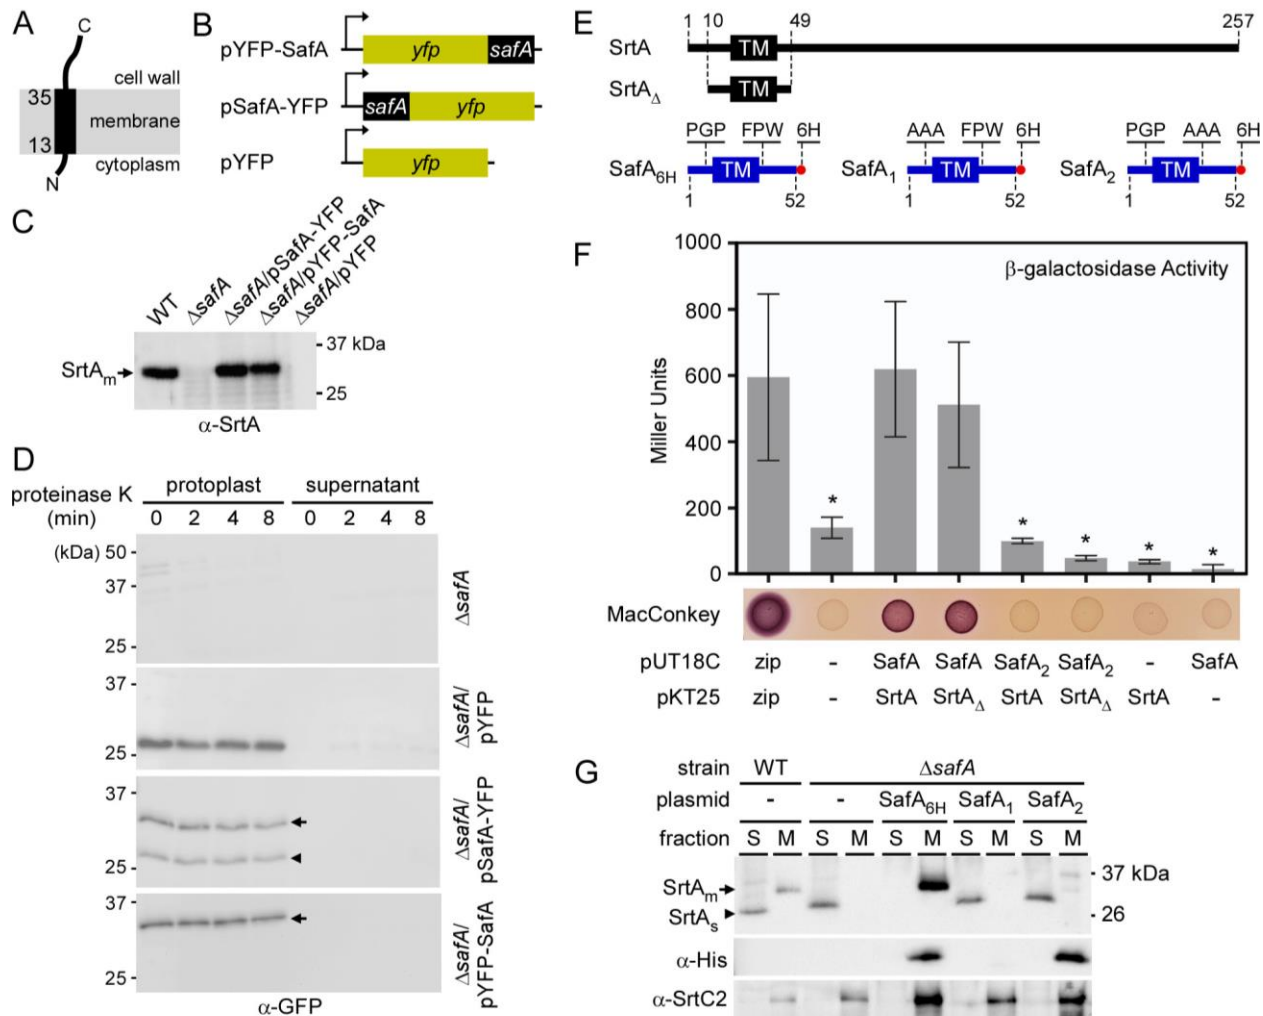 A
C
cell wall
35
membrane
13
cytoplasm
N
B
pYFP-SafA
yfp
safA
pSafA-YFP
safA
yfp
pYFP
yfp
C
WT
ΔsafA
ΔsafA/pSafA-YFP
ΔsafA/pYFP-SafA
ΔsafA/pYFP
37 kDa
SrtAm
25
α-SrtA
D
proteinase K
(min)
protoplast
supernatant
0 2 4 8 0 2 4 8
(kDa) 50
37
25
ΔsafA
37
25
ΔsafA/
pYFP
37
25
ΔsafA/
pSafA-YFP
37
25
ΔsafA/
pYFP-SafA
α-GFP
E
1 10 49 257
SrtA
TM
SrtAΔ
TM
PGP FPW 6H
SafA6H
TM
1 52
AAA FPW 6H
SafA1
TM
1 52
PGP AAA 6H
SafA2
TM
1 52
F
β-galactosidase Activity
Miller Units
1000
800
600
400
200
0
* * * * *
MacConkey
pUT18C zip - SafA SafA SafA2 SafA2 - SafA
pKT25 zip - SrtA SrtAΔ SrtA SrtAΔ SrtA -
G
strain WT ΔsafA
plasmid - - SafA6H SafA1 SafA2
fraction S M S M S M S M S M
SrtAm
37 kDa
SrtAs
26
α-His
α-SrtC2